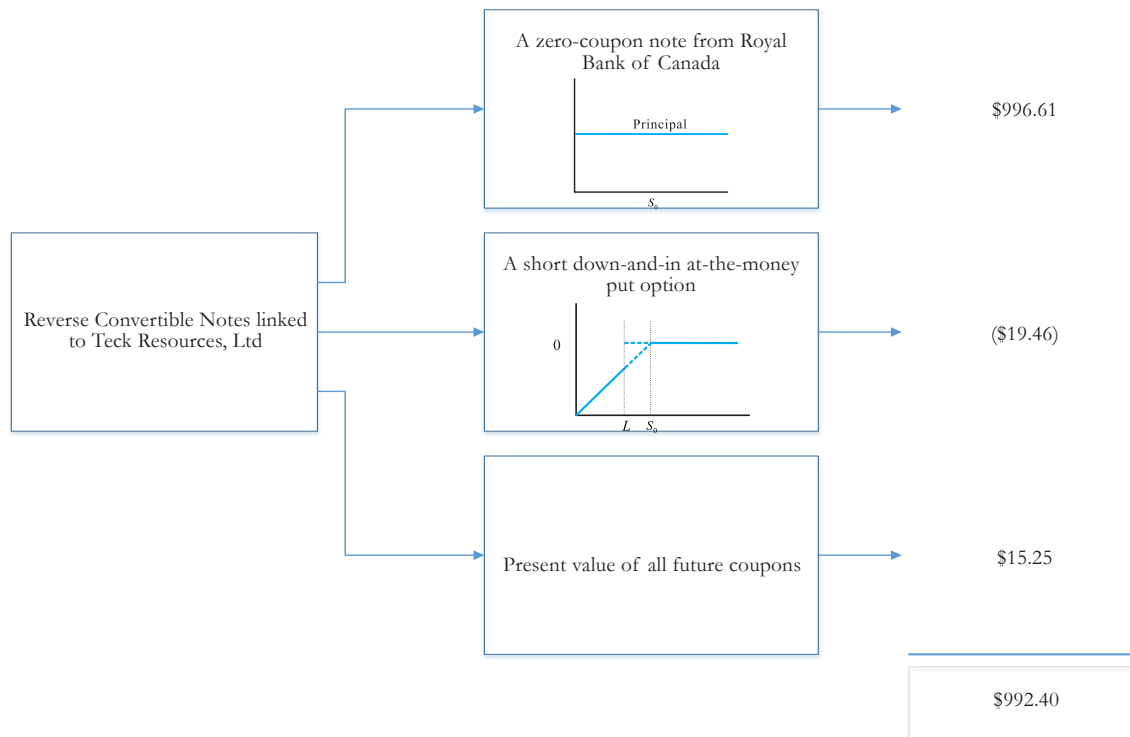 Reverse Convertible Notes linked
to Teck Resources, Ltd
A zero-coupon note from Royal
Bank of Canada
Principal
S₀
$996.61
A short down-and-in at-the-money
put option
0
L S₀
($19.46)
Present value of all future coupons
$15.25
$992.40